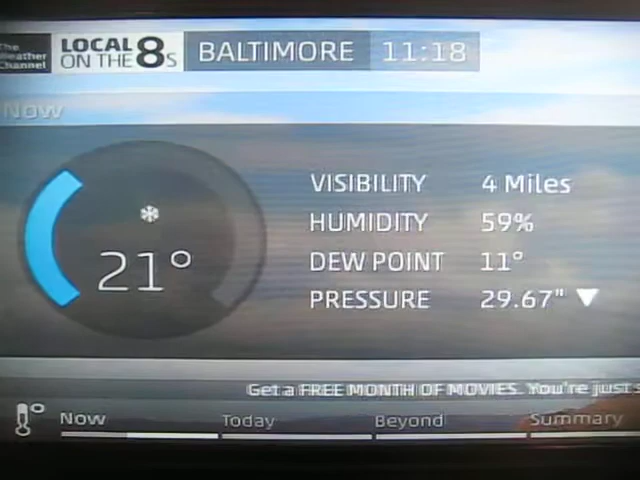 The
Weather
Channel
LOCAL
ON THE 8s
BALTIMORE 11:18
Now
21°
VISIBILITY 4 Miles
HUMIDITY 59%
DEW POINT 11°
PRESSURE 29.67" ▼
Get a FREE MONTH OF MOVIES. You're just
Now Today Beyond Summary